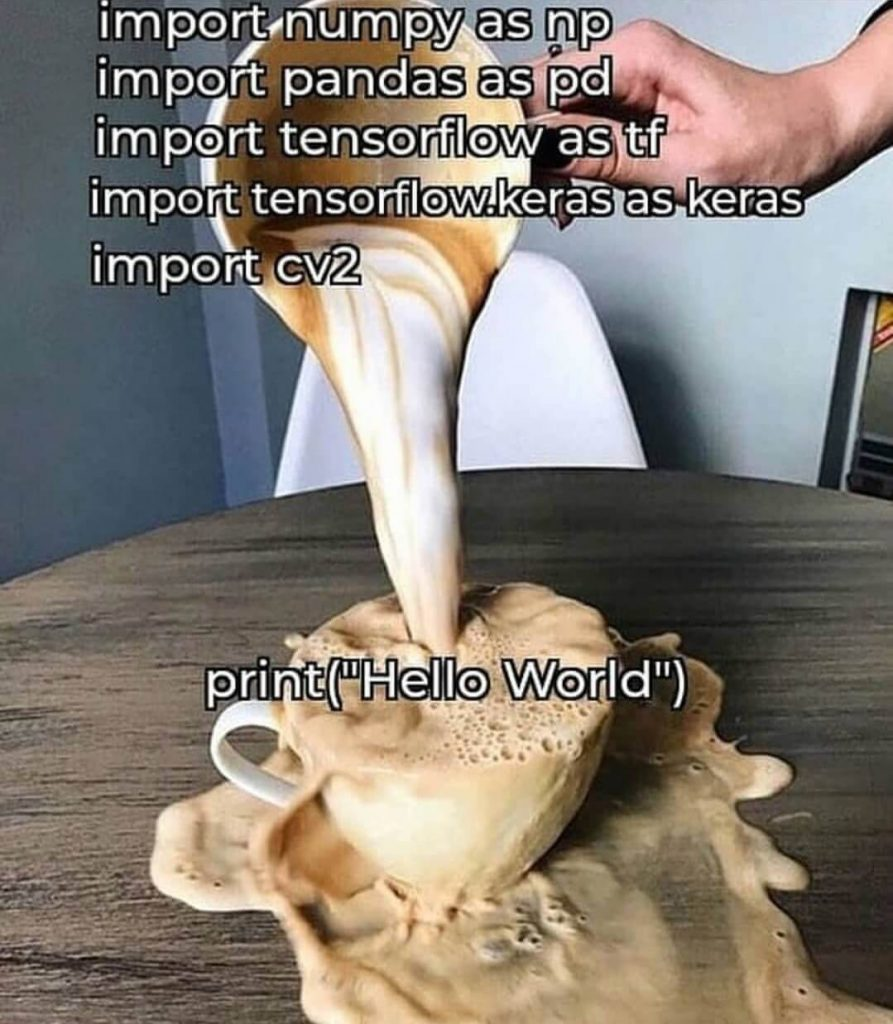 import numpy as np
import pandas as pd
import tensorflow as tf
import tensorflow.keras as keras
import cv2
print("Hello World")